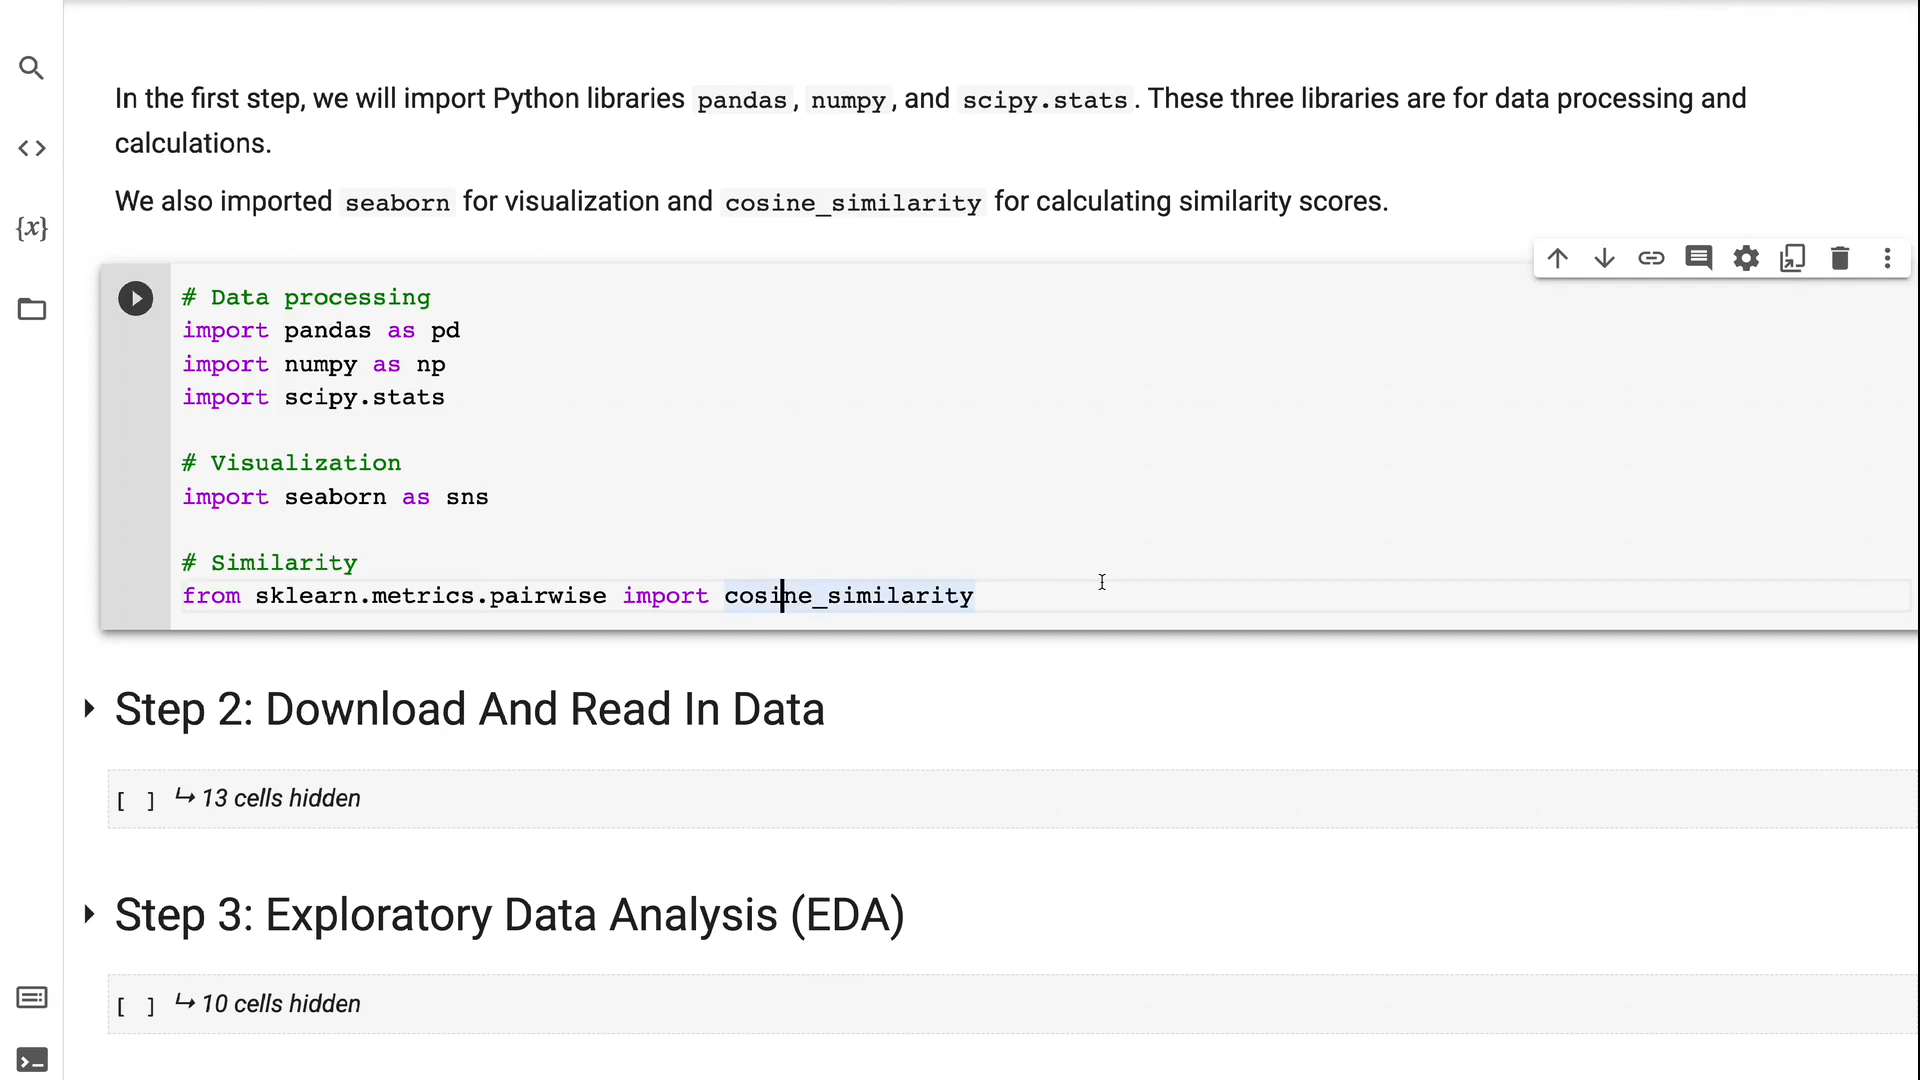 In the first step, we will import Python libraries pandas, numpy, and scipy.stats. These three libraries are for data processing and
calculations.
We also imported seaborn for visualization and cosine_similarity for calculating similarity scores.
# Data processing
import pandas as pd
import numpy as np
import scipy.stats
# Visualization
import seaborn as sns
# Similarity
from sklearn.metrics.pairwise import cosine_similarity
Step 2: Download And Read In Data
[ ] ↳ 13 cells hidden
Step 3: Exploratory Data Analysis (EDA)
[ ] ↳ 10 cells hidden